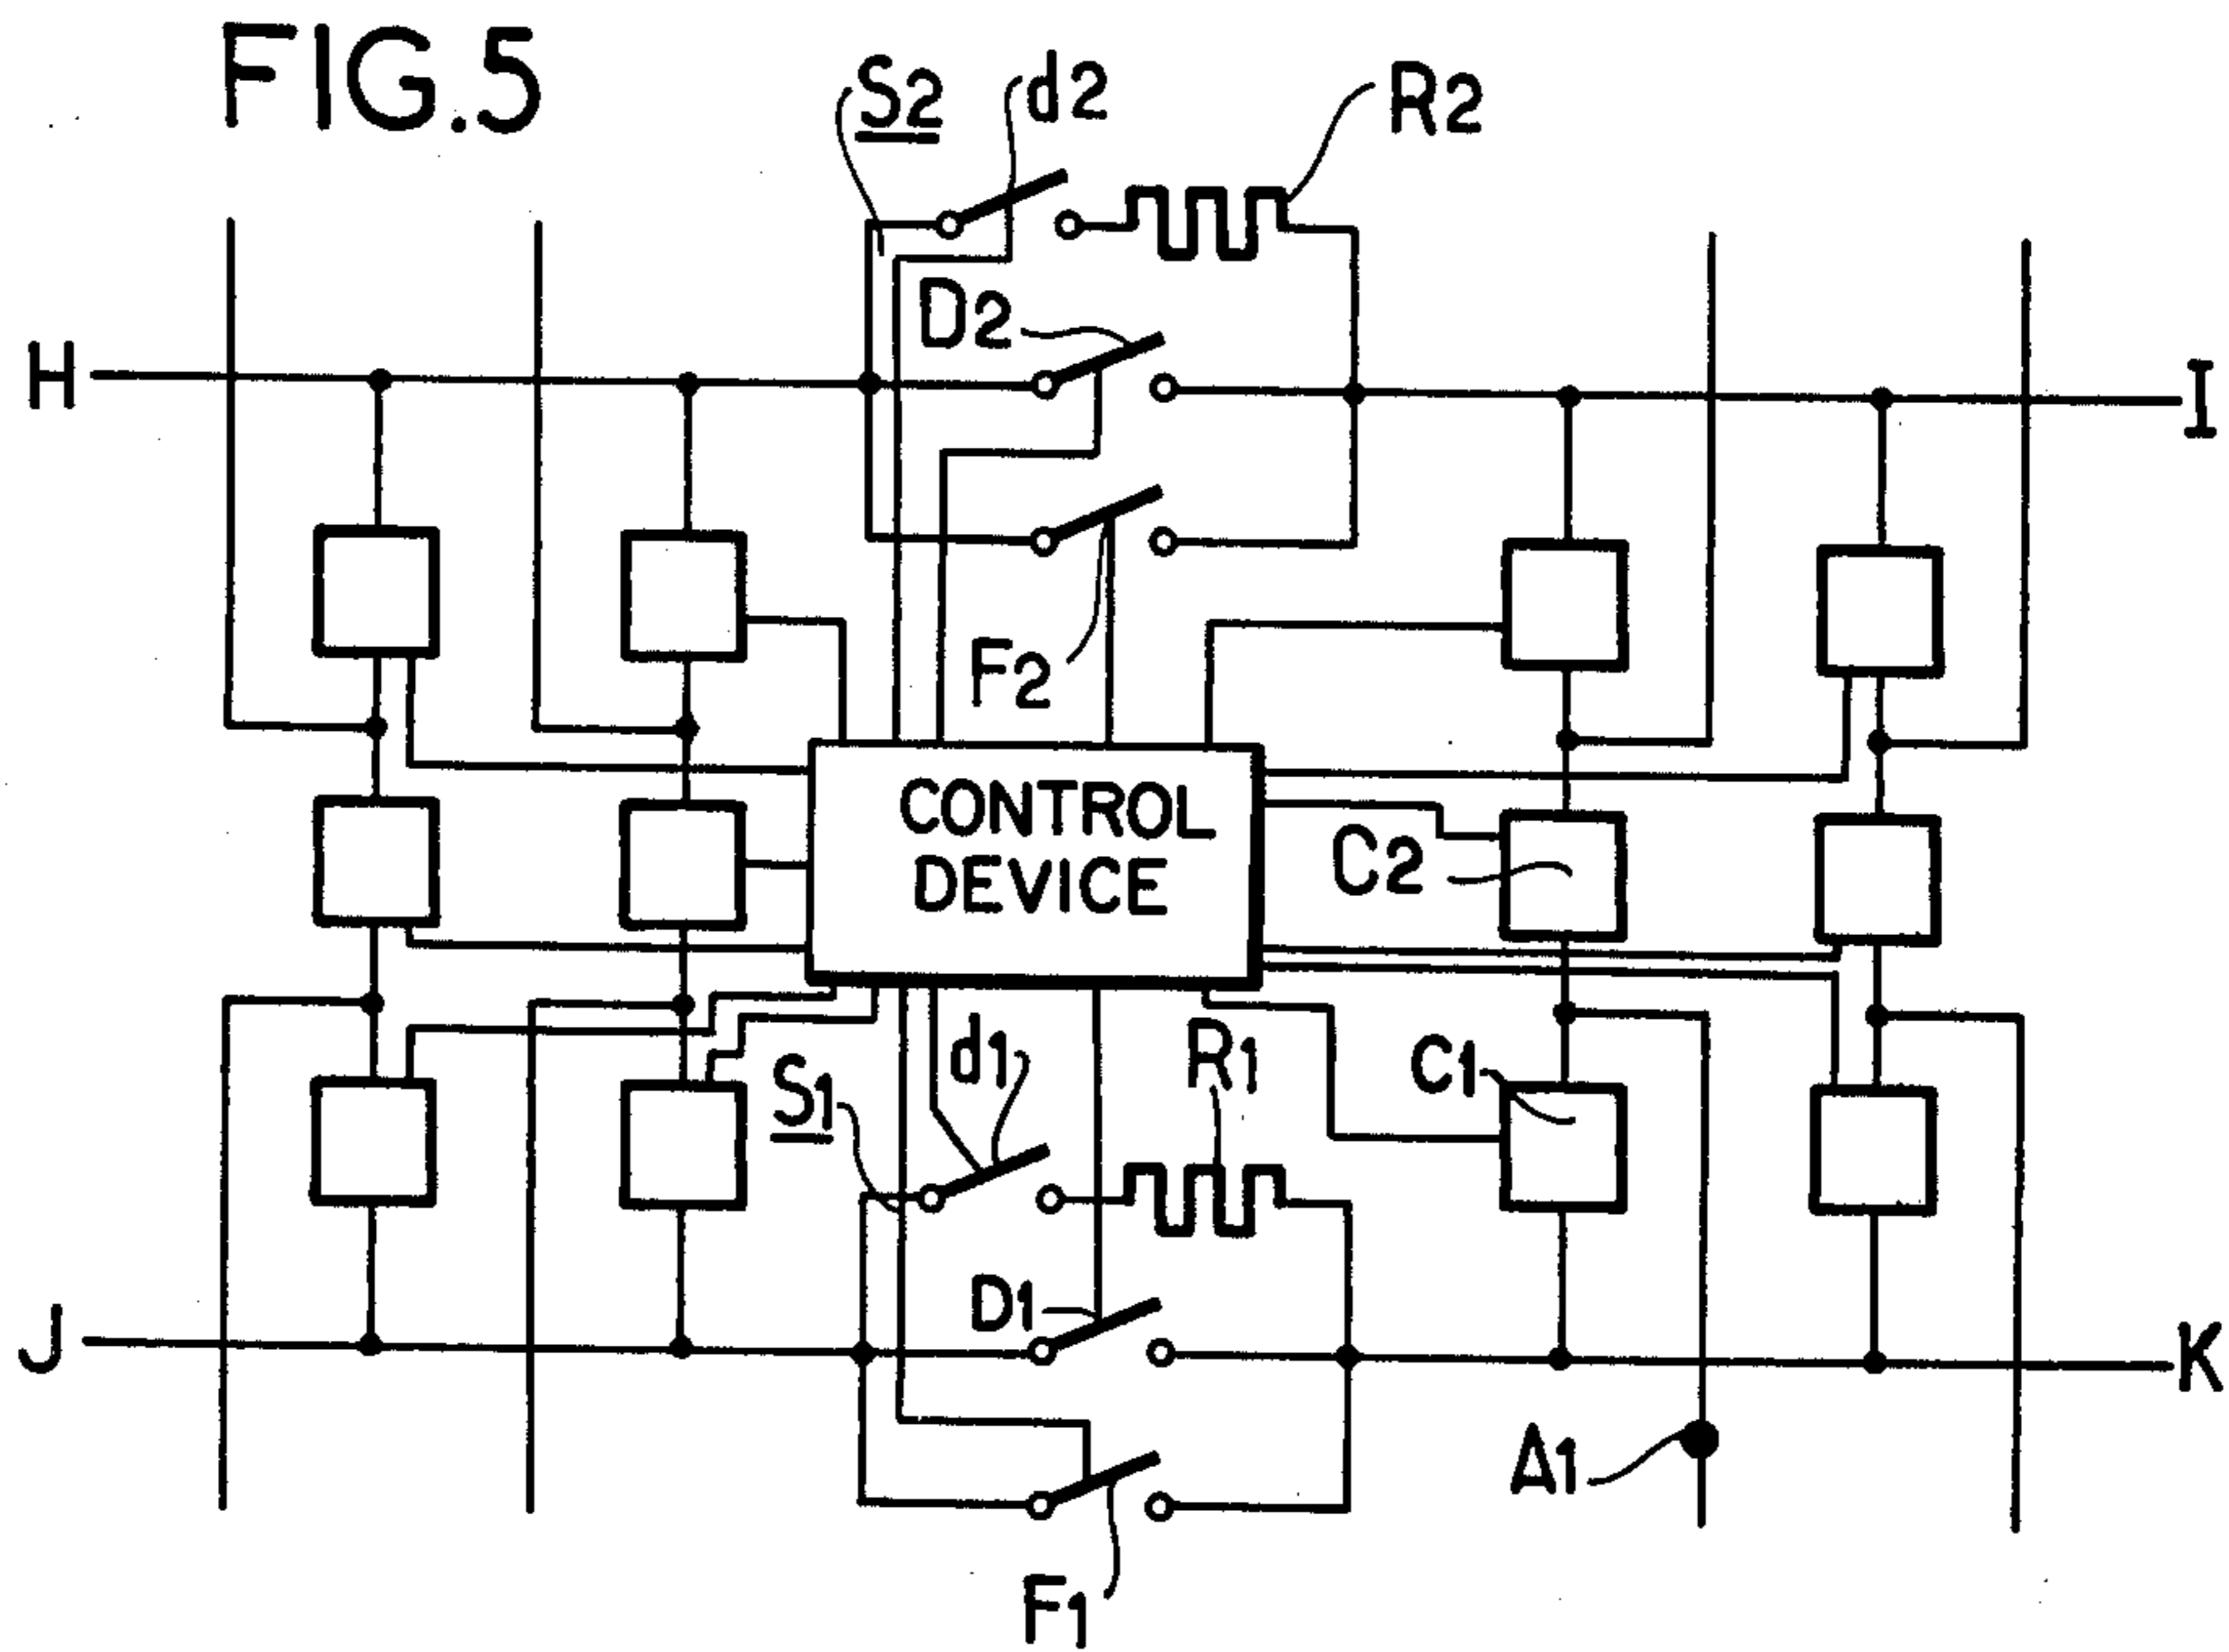 FIG.5
S2
d2
R2
D2
H
I
F2
CONTROL
DEVICE
C2
d1
R1
S1
C1
D1
J
K
A1
F1